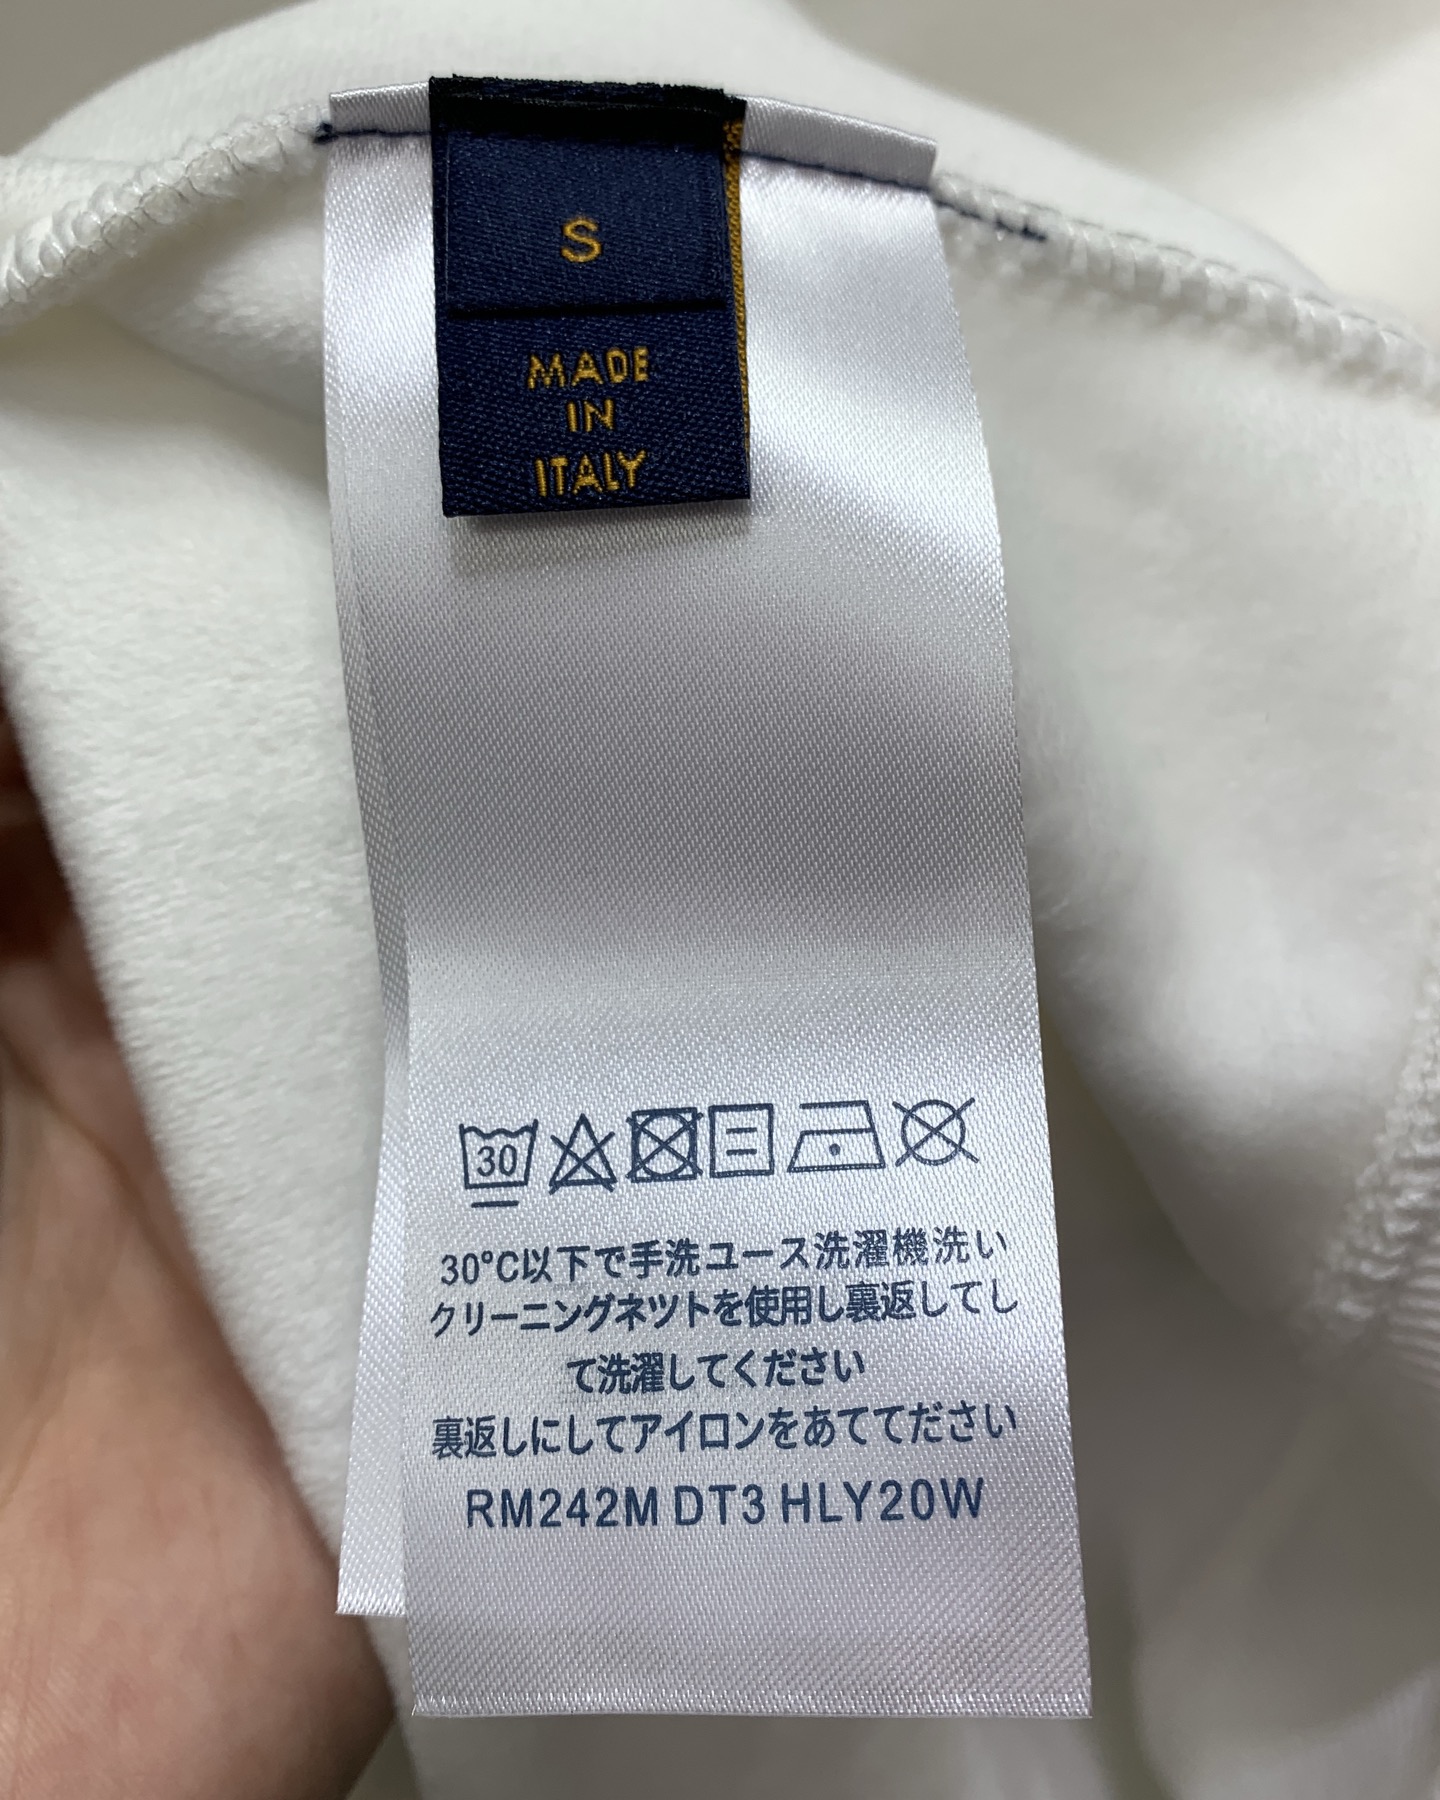 S
MADE
IN
ITALY
30
30°C以下で手洗ユース洗濯機洗い
クリーニングネツトを使用し裏返してし
て洗濯してください
裏返しにしてアイロンをあててださい
RM242M DT3 HLY20W